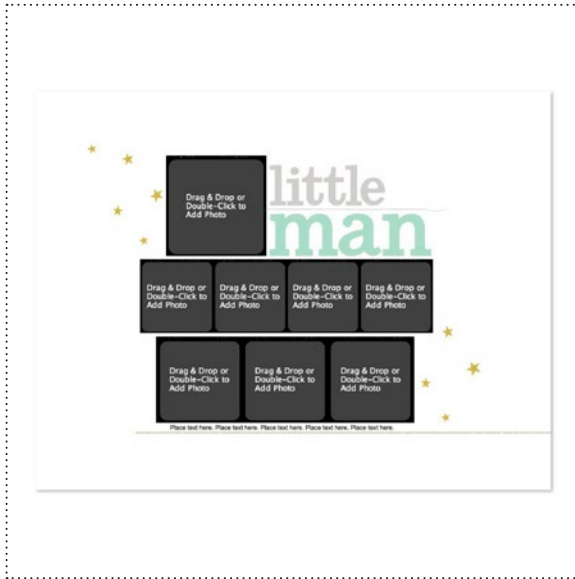 Drag & Drop or
Double-Click to
Add Photo
little
man
Drag & Drop or
Double-Click to
Add Photo
Drag & Drop or
Double-Click to
Add Photo
Drag & Drop or
Double-Click to
Add Photo
Drag & Drop or
Double-Click to
Add Photo
Drag & Drop or
Double-Click to
Add Photo
Drag & Drop or
Double-Click to
Add Photo
Drag & Drop or
Double-Click to
Add Photo
Place text here. Place text here. Place text here. Place text here. Place text here.